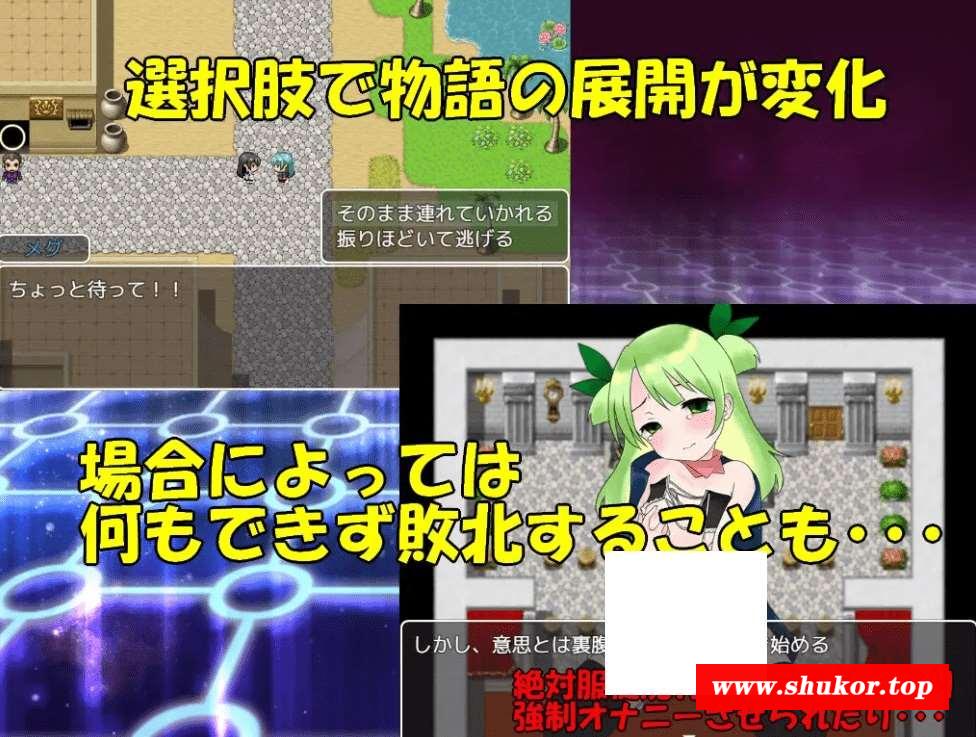 選択肢で物語の展開が変化
そのまま連れていかれる
振りほどいて逃げる
メグ
ちょっと待って！！
場合によっては
何もできず敗北することも・・・
しかし、意思とは裏腹
始める
絶対服
www.shukor.top
強制オナニーさせられたり・・・